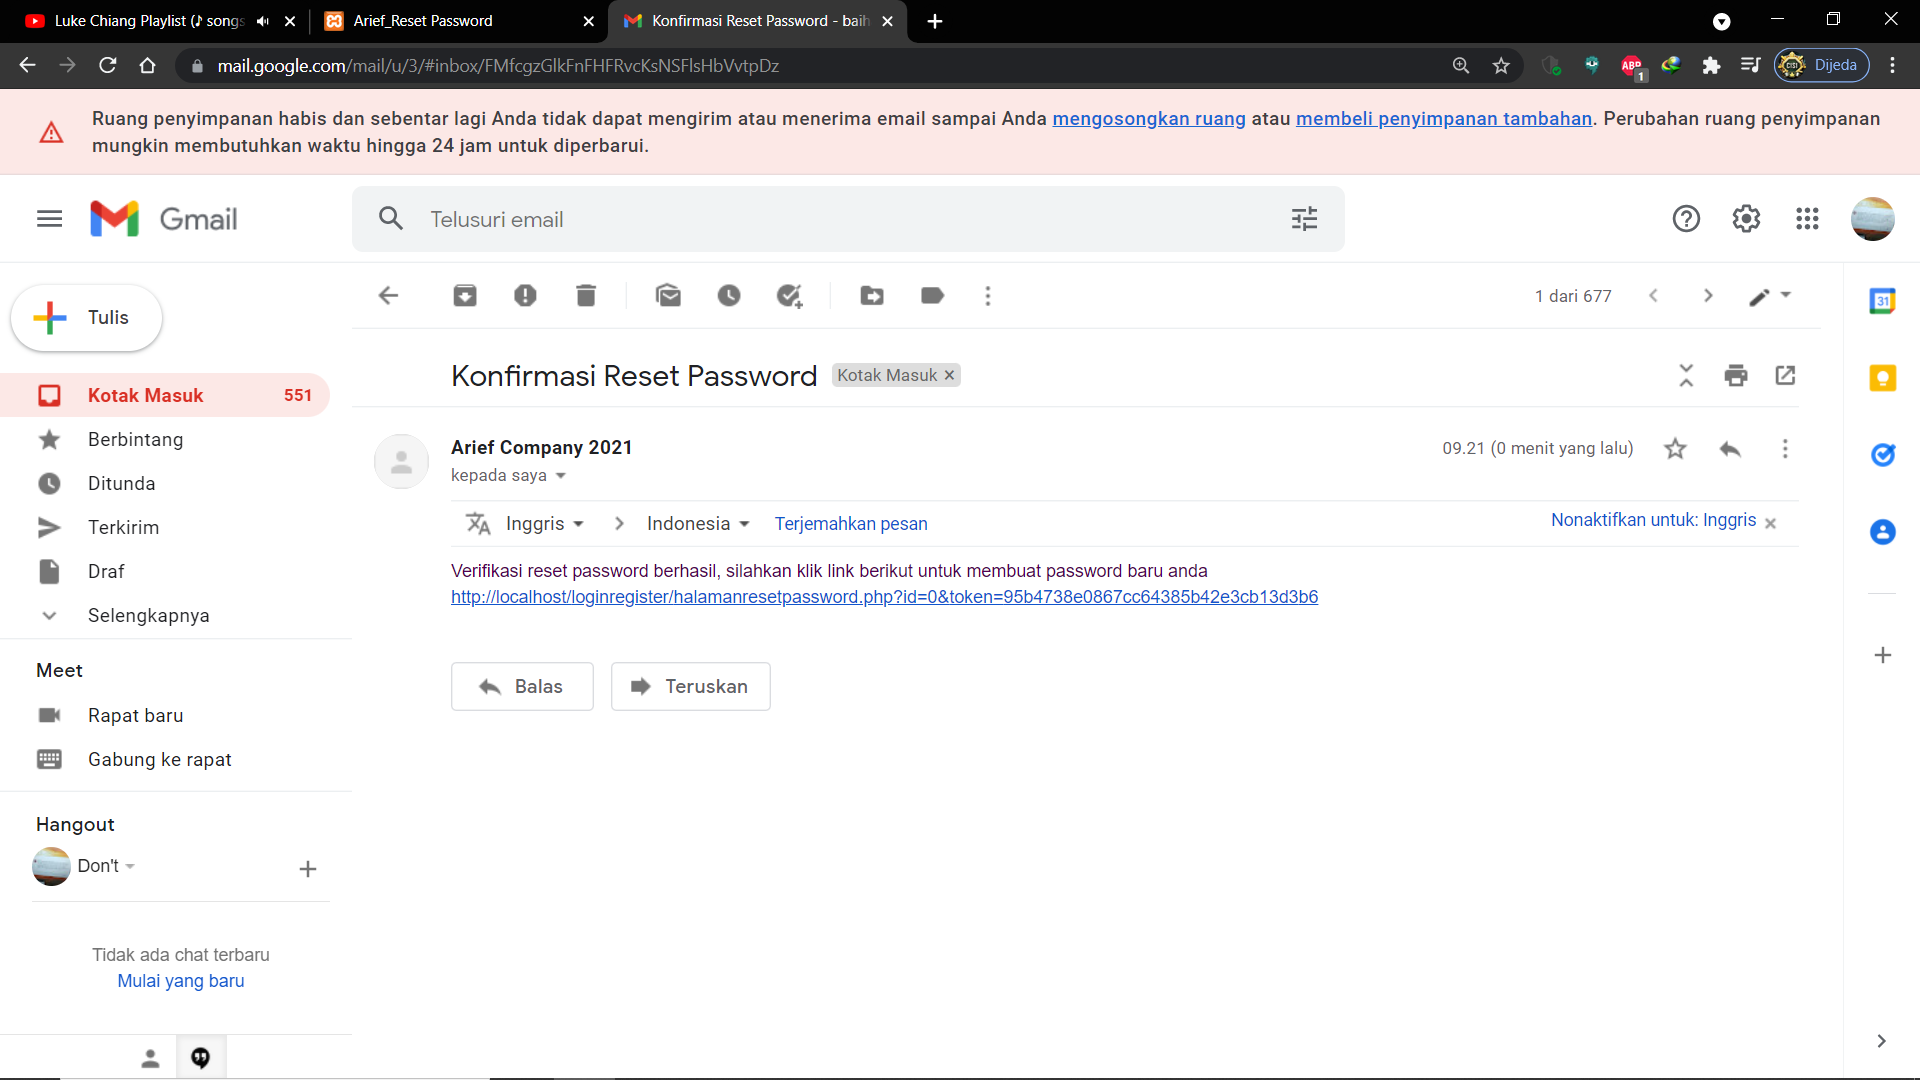 Luke Chiang Playlist (♪ songs
Arief_Reset Password
Konfirmasi Reset Password - baih
mail.google.com/mail/u/3/#inbox/FMfcgzGlkFnFHFRvcKsNSFlsHbVvtpDz
ABP
1
Dijeda
Ruang penyimpanan habis dan sebentar lagi Anda tidak dapat mengirim atau menerima email sampai Anda mengosongkan ruang atau membeli penyimpanan tambahan. Perubahan ruang penyimpanan
mungkin membutuhkan waktu hingga 24 jam untuk diperbarui.
Gmail
Telusuri email
Tulis
1 dari 677
31
Konfirmasi Reset Password
Kotak Masuk ×
Kotak Masuk 551
Berbintang
Ditunda
Terkirim
Draf
Selengkapnya
Arief Company 2021
09.21 (0 menit yang lalu)
kepada saya
Inggris
Indonesia
Terjemahkan pesan
Nonaktifkan untuk: Inggris ×
Verifikasi reset password berhasil, silahkan klik link berikut untuk membuat password baru anda
http://localhost/loginregister/halamanresetpassword.php?id=0&token=95b4738e0867cc64385b42e3cb13d3b6
Balas
Teruskan
Meet
Rapat baru
Gabung ke rapat
Hangout
Don't
Tidak ada chat terbaru
Mulai yang baru